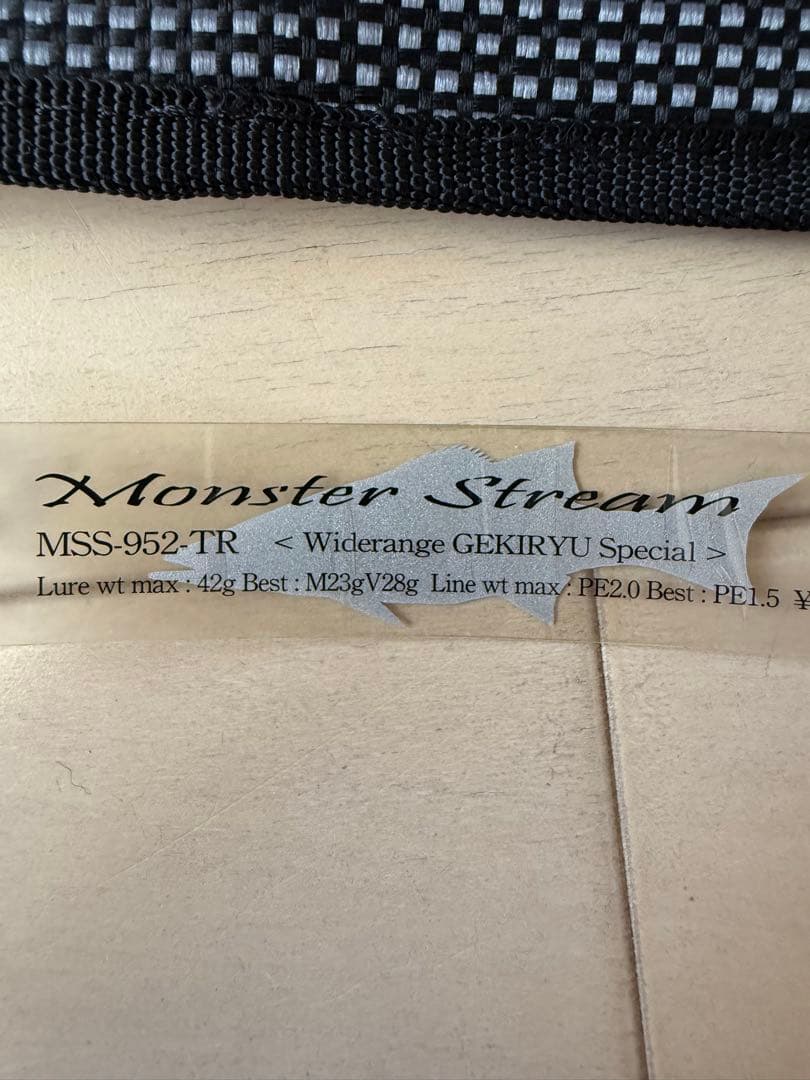 Monster Stream
MSS-952-TR < Widerange GEKIRYU Special >
Lure wt max : 42g Best : M23gV28g Line wt max : PE2.0 Best : PE1.5 ¥